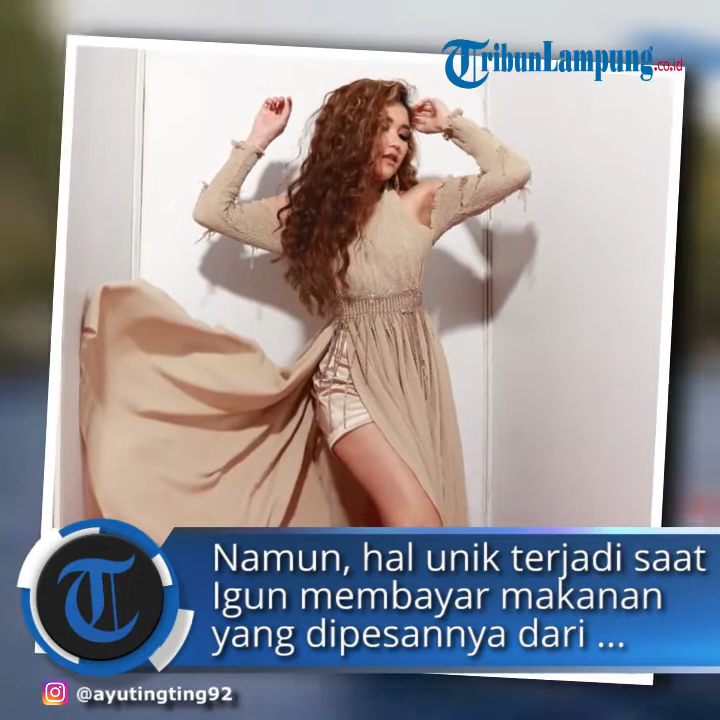 TribunLampung.co.id
Namun, hal unik terjadi saat
Igun membayar makanan
yang dipesannya dari ...
@ayutingting92